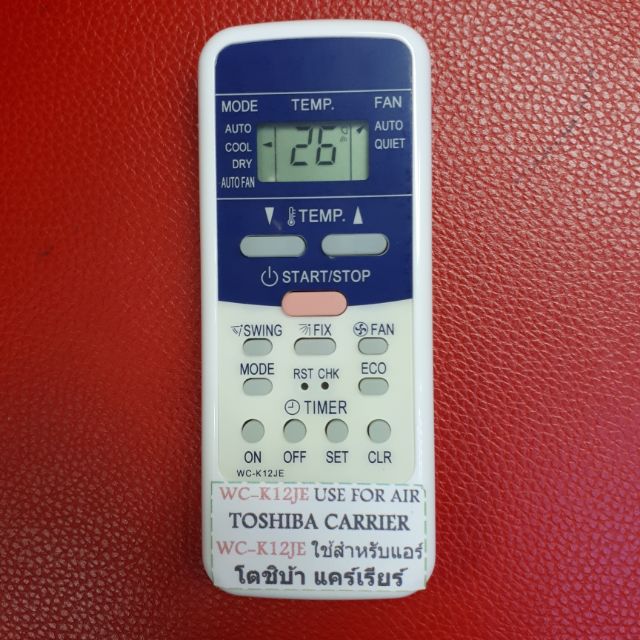 MODE TEMP. FAN
AUTO AUTO
COOL 26 °C QUIET
DRY
AUTO FAN
TEMP.
START/STOP
SWING FIX FAN
MODE RST CHK ECO
TIMER
ON OFF SET CLR
WC-K12JE
WC-K12JE USE FOR AIR
TOSHIBA CARRIER
WC-K12JE ใช้สำหรับแอร์
โตชิบ้า แคร์เรียร์